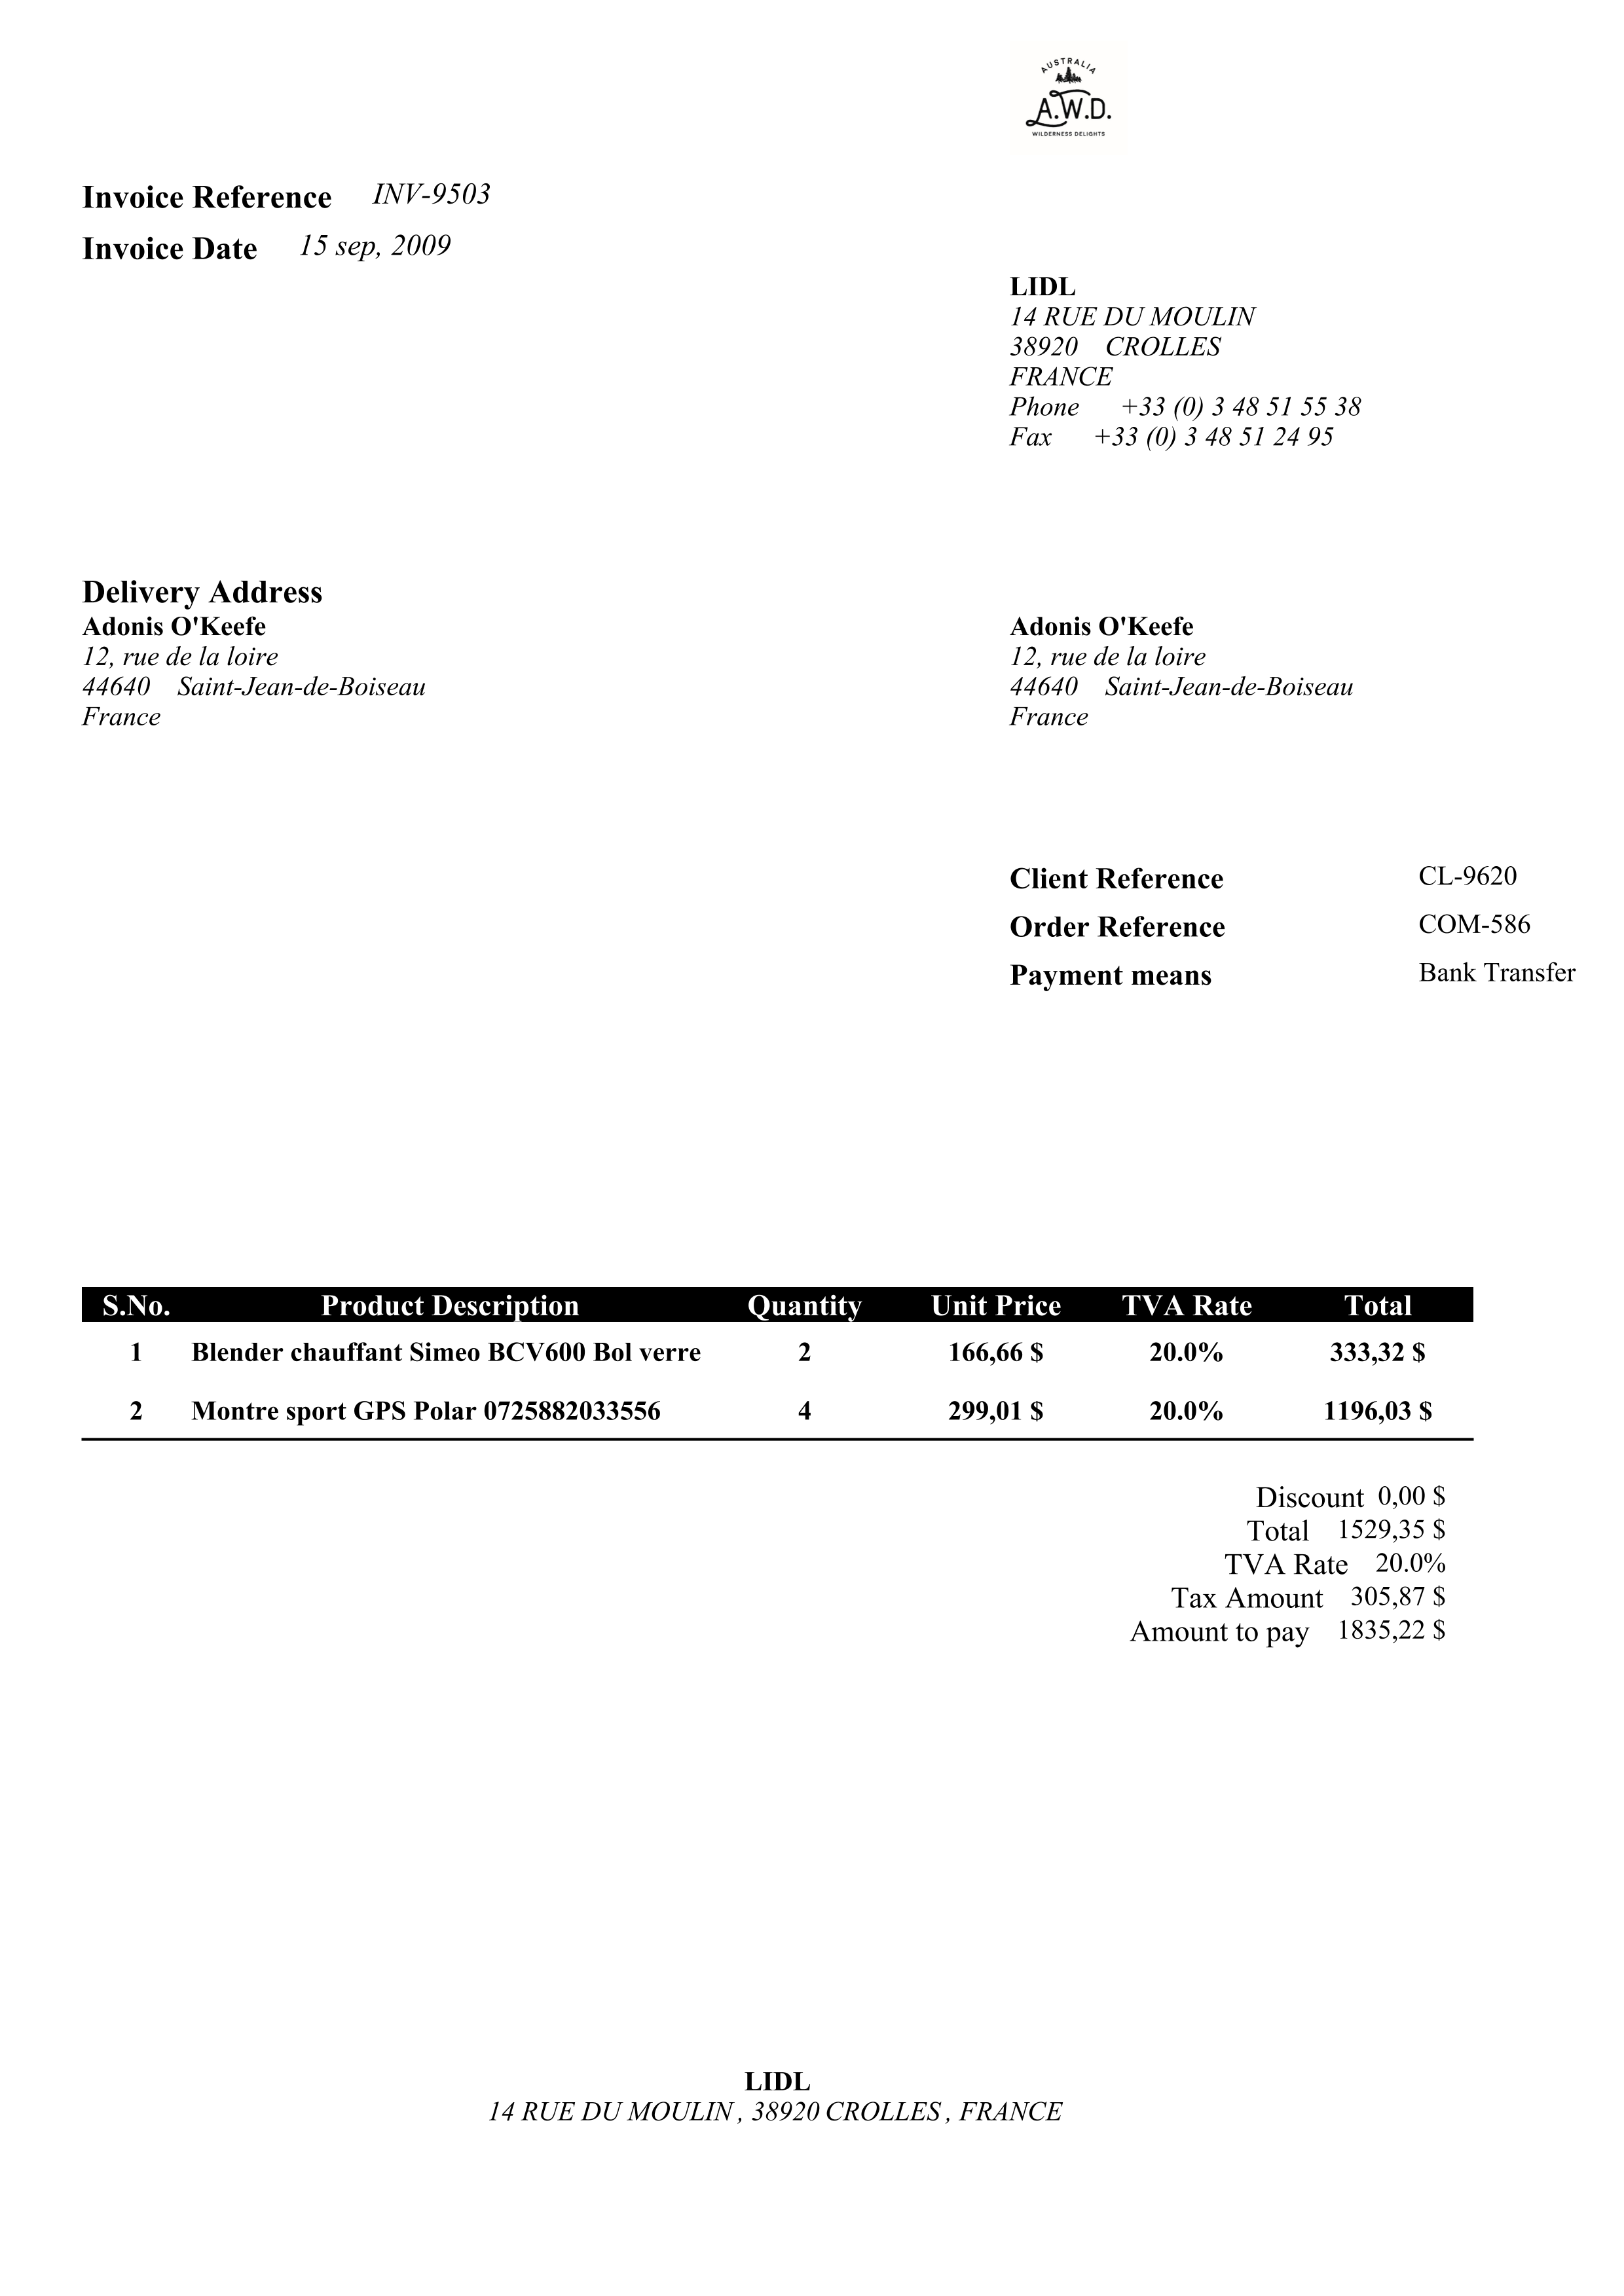 AUSTRALIA
A.W.D.
WILDERNESS DELIGHTS
Invoice Reference INV-9503
Invoice Date 15 sep, 2009
LIDL
14 RUE DU MOULIN
38920 CROLLES
FRANCE
Phone +33 (0) 3 48 51 55 38
Fax +33 (0) 3 48 51 24 95
Delivery Address
Adonis O'Keefe
12, rue de la loire
44640 Saint-Jean-de-Boiseau
France
Adonis O'Keefe
12, rue de la loire
44640 Saint-Jean-de-Boiseau
France
Client Reference CL-9620
Order Reference COM-586
Payment means Bank Transfer
S.No. Product Description Quantity Unit Price TVA Rate Total
1 Blender chauffant Simeo BCV600 Bol verre 2 166,66 $ 20.0% 333,32 $
2 Montre sport GPS Polar 0725882033556 4 299,01 $ 20.0% 1196,03 $
Discount 0,00 $
Total 1529,35 $
TVA Rate 20.0%
Tax Amount 305,87 $
Amount to pay 1835,22 $
LIDL
14 RUE DU MOULIN , 38920 CROLLES , FRANCE